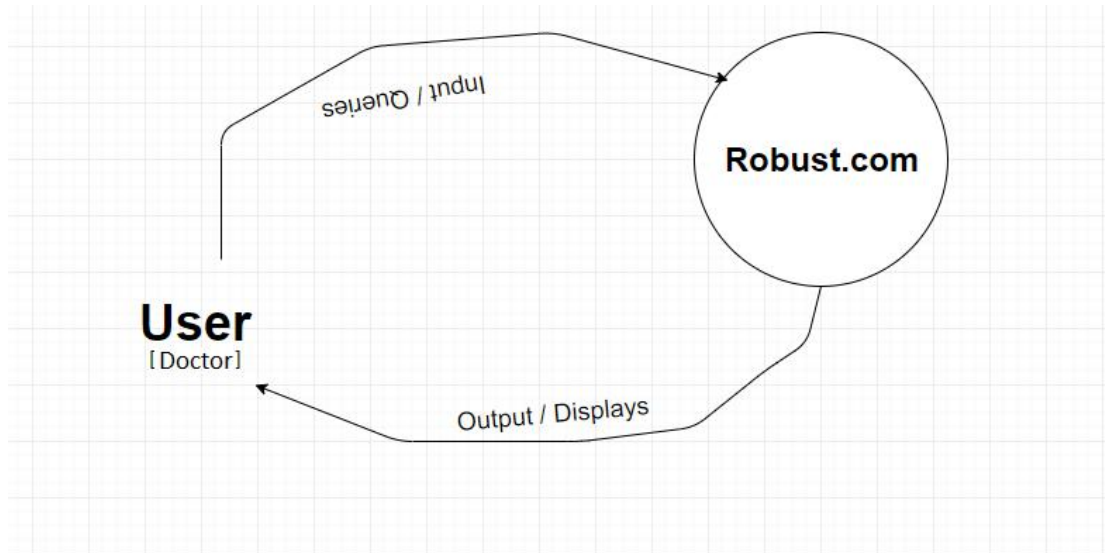 Input / Queries
Robust.com
User
[Doctor]
Output / Displays